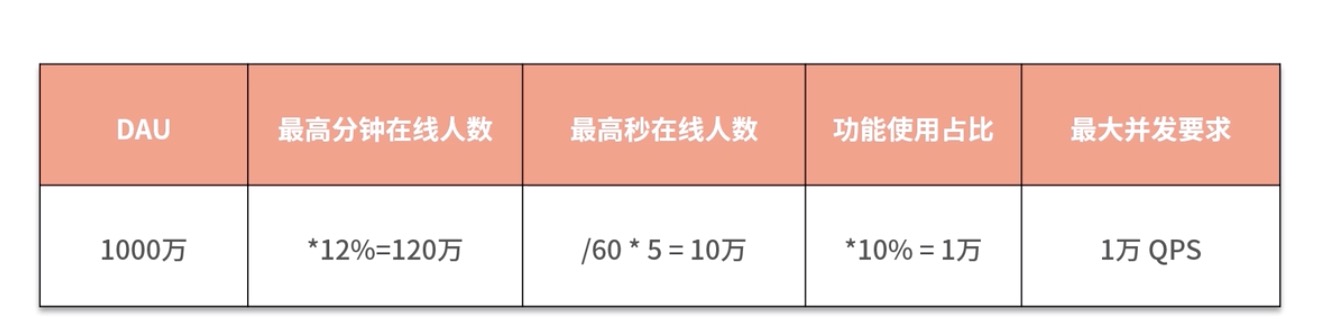 DAU 最高分钟在线人数 最高秒在线人数 功能使用占比 最大并发要求
1000万 *12%=120万 /60 * 5 = 10万 *10% = 1万 1万 QPS